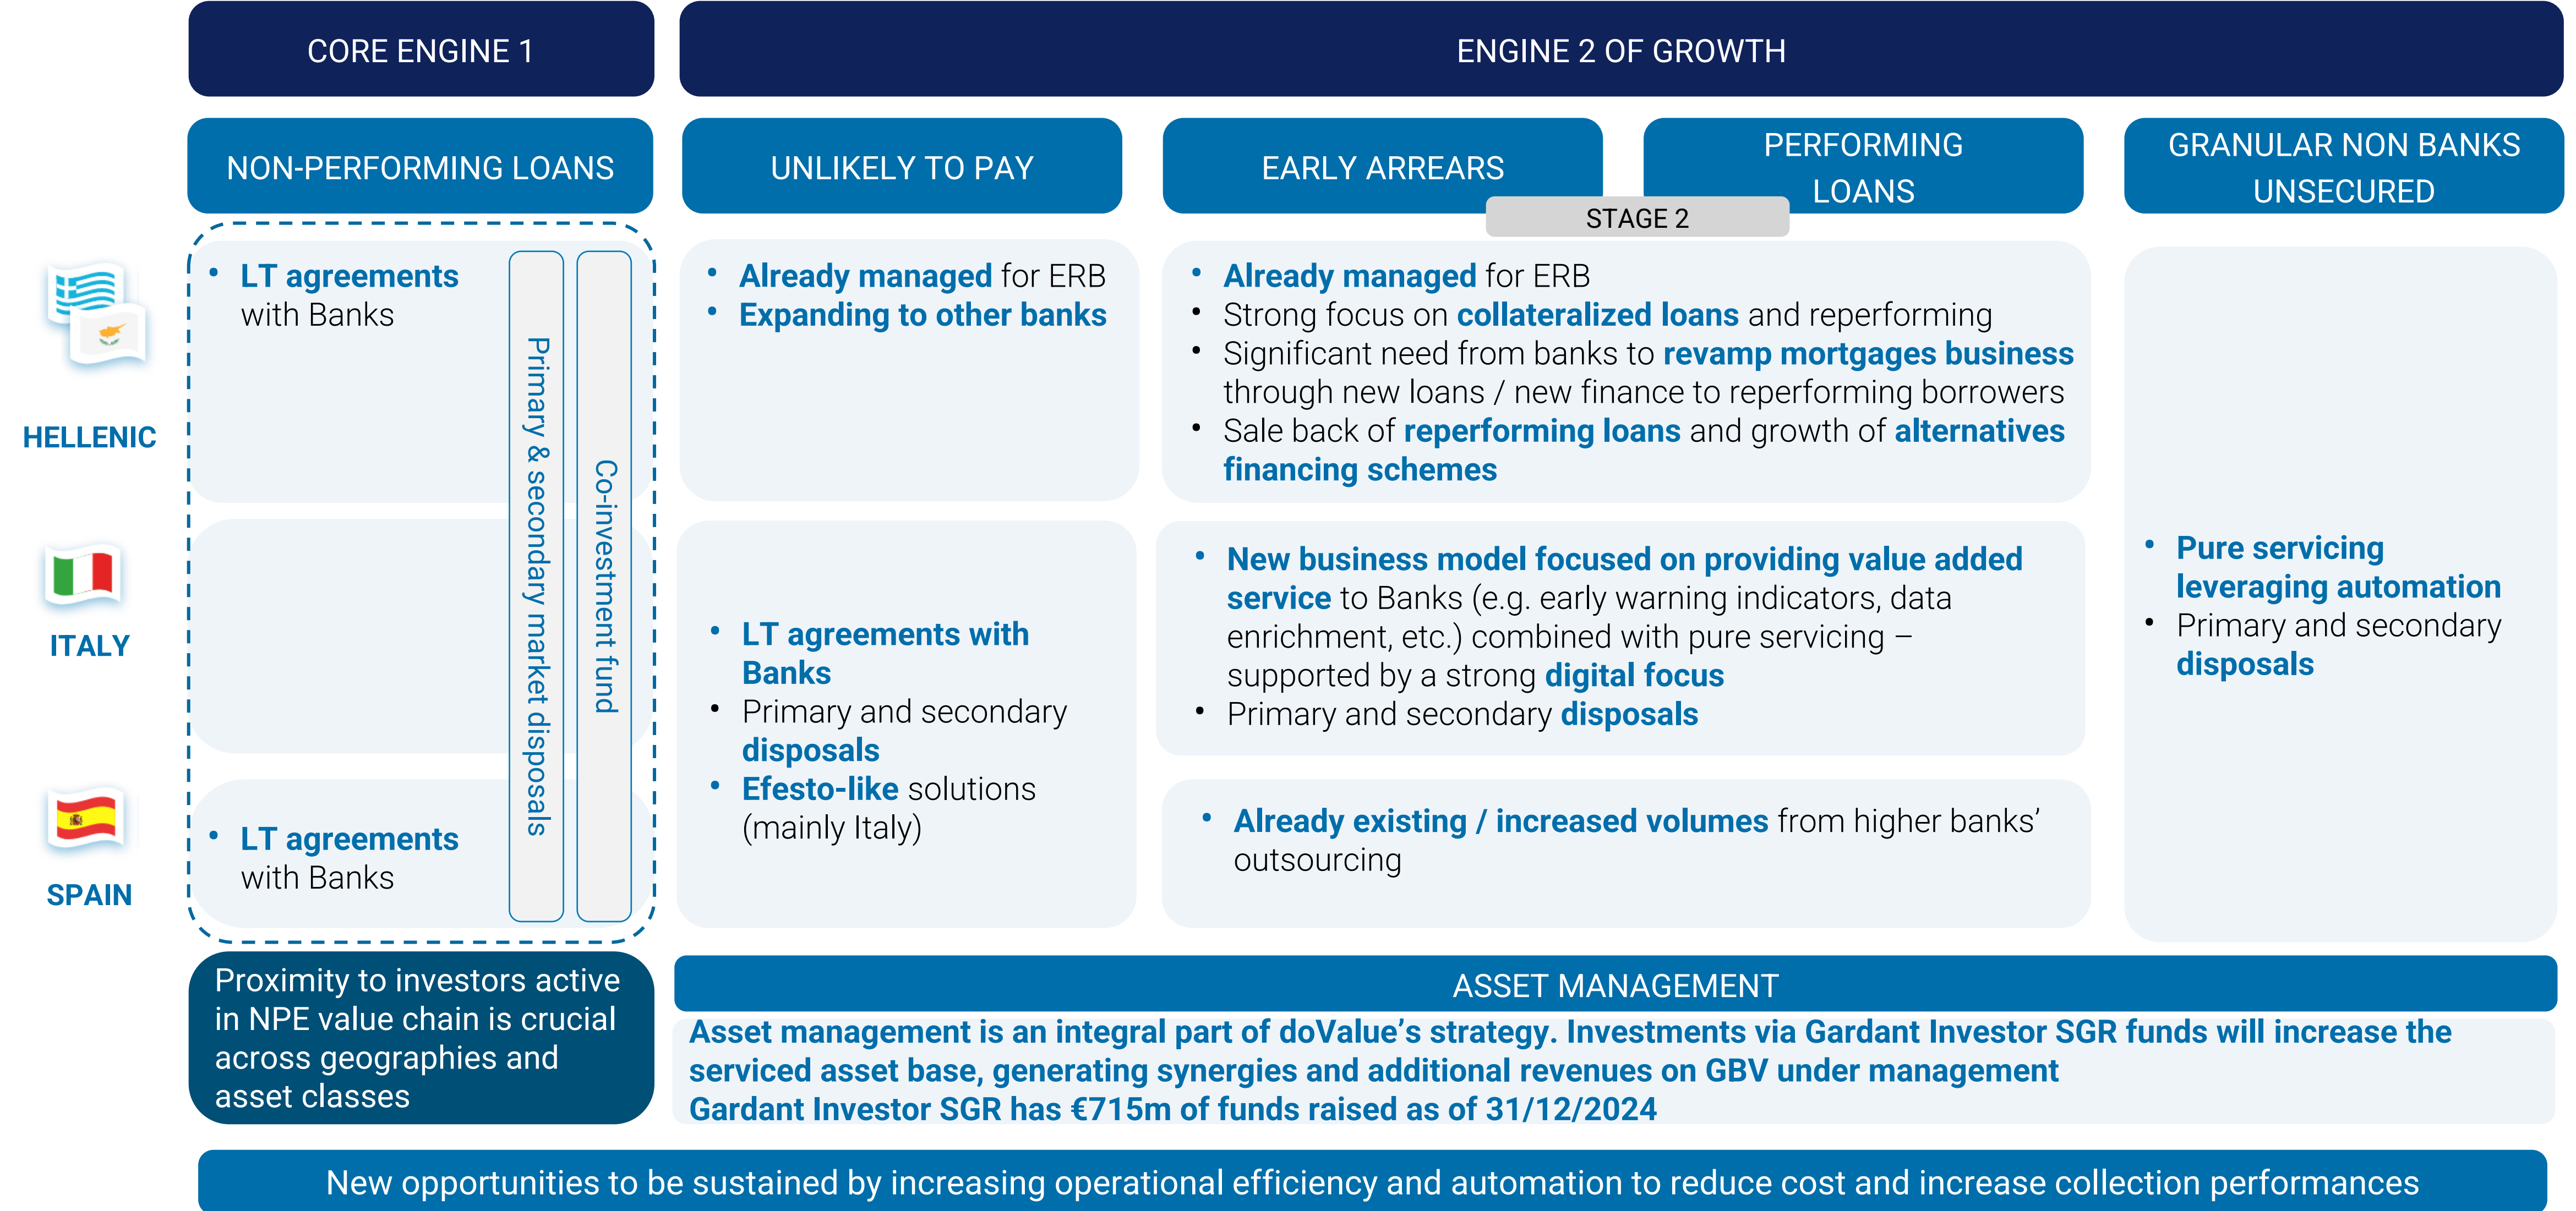 CORE ENGINE 1
ENGINE 2 OF GROWTH
NON-PERFORMING LOANS
UNLIKELY TO PAY
EARLY ARREARS
PERFORMING
LOANS
GRANULAR NON BANKS
UNSECURED
STAGE 2
HELLENIC
• LT agreements
with Banks
• Already managed for ERB
• Expanding to other banks
• Already managed for ERB
• Strong focus on collateralized loans and reperforming
• Significant need from banks to revamp mortgages business
through new loans / new finance to reperforming borrowers
• Sale back of reperforming loans and growth of alternatives
financing schemes
Primary & secondary market disposals
Co-investment fund
ITALY
• LT agreements with
Banks
• Primary and secondary
disposals
• Efesto-like solutions
(mainly Italy)
• New business model focused on providing value added
service to Banks (e.g. early warning indicators, data
enrichment, etc.) combined with pure servicing –
supported by a strong digital focus
• Primary and secondary disposals
• Pure servicing
leveraging automation
• Primary and secondary
disposals
SPAIN
• LT agreements
with Banks
• Already existing / increased volumes from higher banks’
outsourcing
Proximity to investors active
in NPE value chain is crucial
across geographies and
asset classes
ASSET MANAGEMENT
Asset management is an integral part of doValue’s strategy. Investments via Gardant Investor SGR funds will increase the
serviced asset base, generating synergies and additional revenues on GBV under management
Gardant Investor SGR has €715m of funds raised as of 31/12/2024
New opportunities to be sustained by increasing operational efficiency and automation to reduce cost and increase collection performances